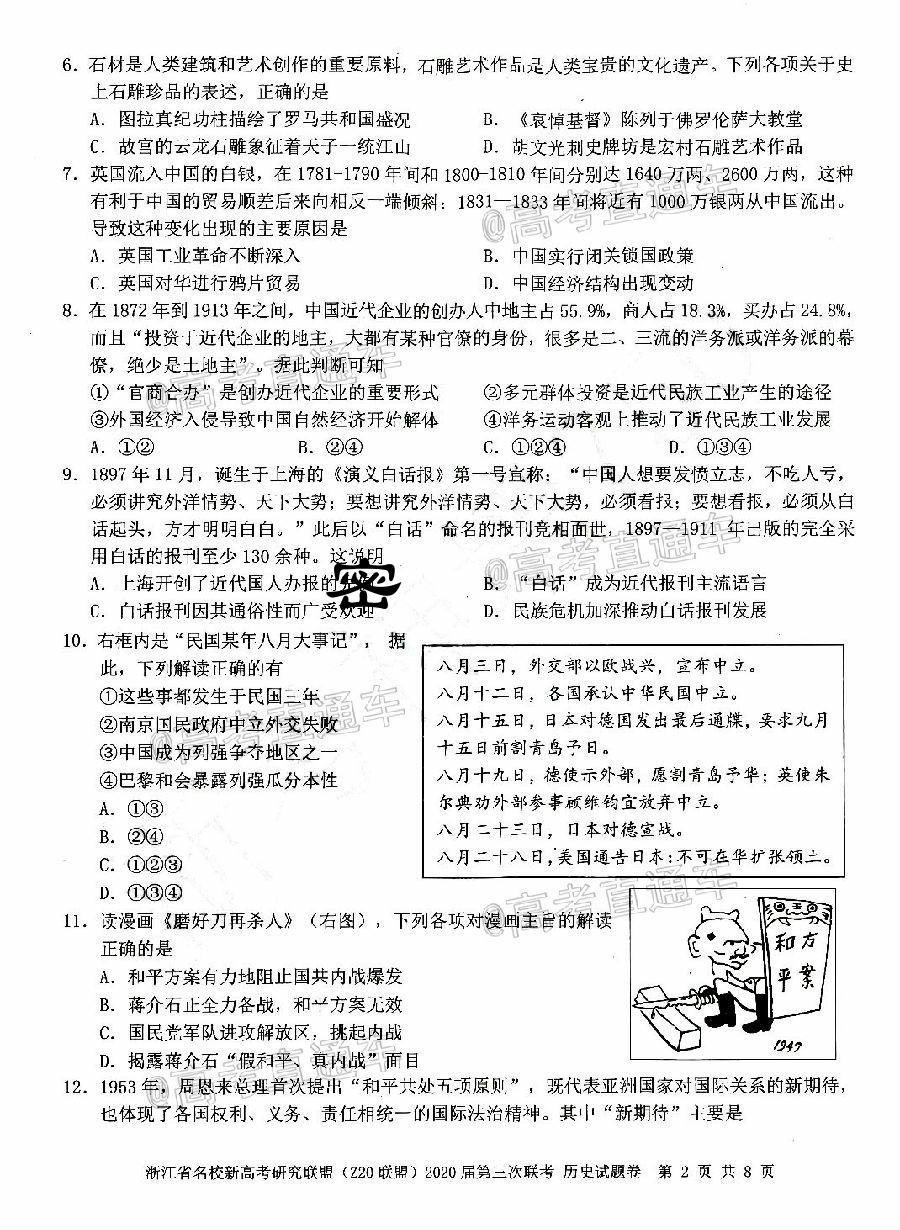 6. 石材是人类建筑和艺术创作的重要原料，石雕艺术作品是人类宝贵的文化遗产。下列各项关于史
上石雕珍品的表述，正确的是
A. 图拉真纪功柱描绘了罗马共和国盛况 B. 《哀悼基督》陈列于佛罗伦萨大教堂
C. 故宫的云龙石雕象征着天子一统江山 D. 胡文光刺史牌坊是宏村石雕艺术作品
7. 英国流入中国的白银，在 1781-1790 年间和 1800-1810 年间分别达 1640 万两、2600 万两，这种
有利于中国的贸易顺差后来向相反一端倾斜：1831—1833 年间将近有 1000 万银两从中国流出。
导致这种变化出现的主要原因是
A. 英国工业革命不断深入 B. 中国实行闭关锁国政策
C. 英国对华进行鸦片贸易 D. 中国经济结构出现变动
8. 在 1872 年到 1913 年之间，中国近代企业的创办人中地主占 55.9%，商人占 18.3%，买办占 24.8%，
而且“投资于近代企业的地主，大都有某种官僚的身份，很多是二、三流的洋务派或洋务派的幕
僚，绝少是土地主”。据此判断可知
①“官商合办”是创办近代企业的重要形式 ②多元群体投资是近代民族工业产生的途径
③外国经济入侵导致中国自然经济开始解体 ④洋务运动客观上推动了近代民族工业发展
A. ①② B. ②④ C. ①②④ D. ①③④
9. 1897 年 11 月，诞生于上海的《演义白话报》第一号宣称：“中国人想要发愤立志，不吃人亏，
必须讲究外洋情势、天下大势；要想讲究外洋情势、天下大势，必须看报；要想看报，必须从白
话起头，方才明明白白。”此后以“白话”命名的报刊竞相面世，1897—1911 年出版的完全采
用白话的报刊至少 130 余种。这说明
A. 上海开创了近代国人办报的先河 B. “白话”成为近代报刊主流语言
C. 白话报刊因其通俗性而广受欢迎 D. 民族危机加深推动白话报刊发展
密
10. 右框内是“民国某年八月大事记”，据
此，下列解读正确的有
①这些事都发生于民国三年
②南京国民政府中立外交失败
③中国成为列强争夺地区之一
④巴黎和会暴露列强瓜分本性
A. ①③
B. ②④
C. ①②③
D. ①③④
八月三日，外交部以欧战兴，宣布中立。
八月十二日，各国承认中华民国中立。
八月十五日，日本对德国发出最后通牒，要求九月
十五日前割青岛予日。
八月十九日，德使示外部，愿割青岛予华；英使朱
尔典劝外部参事顾维钧宜放弃中立。
八月二十三日，日本对德宣战。
八月二十八日，美国通告日本：不可在华扩张领土。
11. 读漫画《磨好刀再杀人》（右图），下列各项对漫画主旨的解读
正确的是
A. 和平方案有力地阻止国共内战爆发
B. 蒋介石正全力备战，和平方案无效
C. 国民党军队进攻解放区，挑起内战
D. 揭露蒋介石“假和平、真内战”面目
和平
方案
1947
12. 1953 年，周恩来总理首次提出“和平共处五项原则”，现代表亚洲国家对国际关系的新期待，
也体现了各国权利、义务、责任相统一的国际法治精神。其中“新期待”主要是
浙江省名校新高考研究联盟（Z20 联盟）2020 届第三次联考 历史试题卷 第 2 页 共 8 页
@高考直通车
@高考直通车
@高考直通车
@高考直通车
@高考直通车
@高考直通车